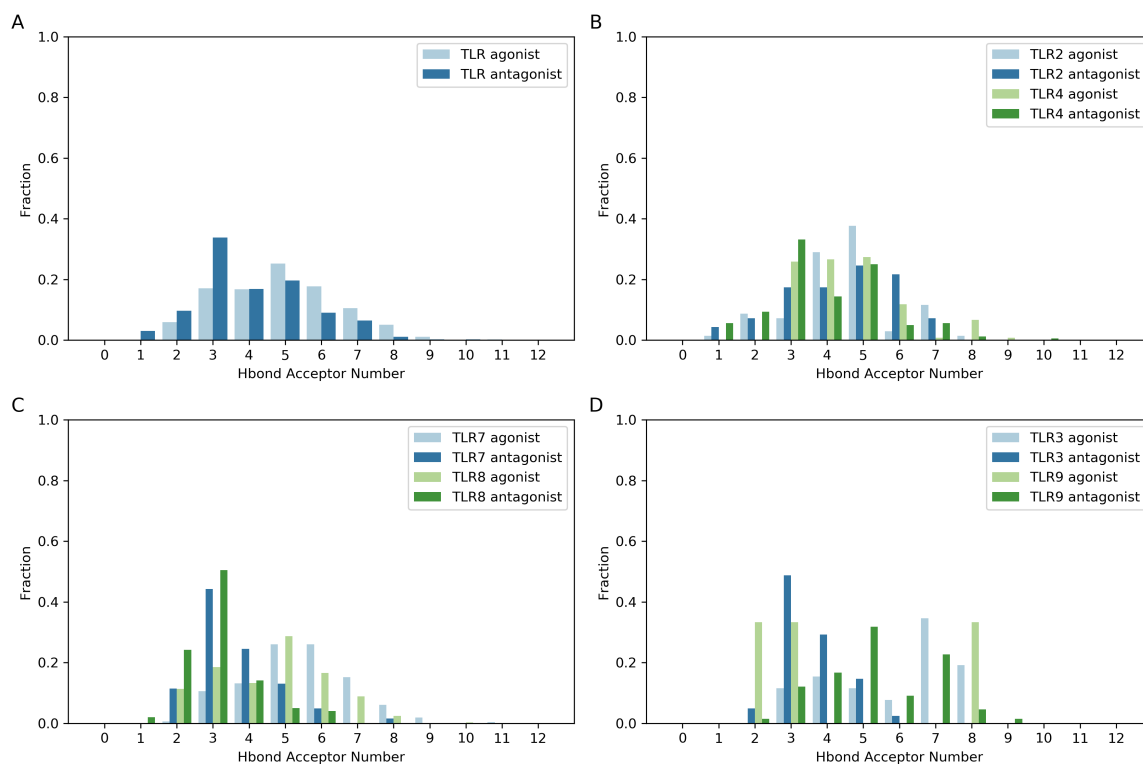 A
1.0
0.8
0.6
0.4
0.2
0.0
Fraction
TLR agonist
TLR antagonist
0 1 2 3 4 5 6 7 8 9 10 11 12
Hbond Acceptor Number
B
1.0
0.8
0.6
0.4
0.2
0.0
Fraction
TLR2 agonist
TLR2 antagonist
TLR4 agonist
TLR4 antagonist
0 1 2 3 4 5 6 7 8 9 10 11 12
Hbond Acceptor Number
C
1.0
0.8
0.6
0.4
0.2
0.0
Fraction
TLR7 agonist
TLR7 antagonist
TLR8 agonist
TLR8 antagonist
0 1 2 3 4 5 6 7 8 9 10 11 12
Hbond Acceptor Number
D
1.0
0.8
0.6
0.4
0.2
0.0
Fraction
TLR3 agonist
TLR3 antagonist
TLR9 agonist
TLR9 antagonist
0 1 2 3 4 5 6 7 8 9 10 11 12
Hbond Acceptor Number